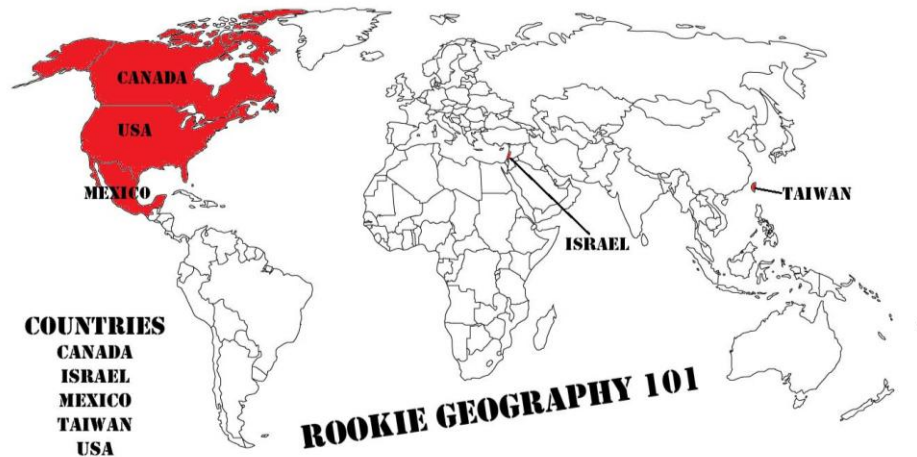 CANADA
USA
MEXICO
TAIWAN
ISRAEL
COUNTRIES
CANADA
ISRAEL
MEXICO
TAIWAN
USA
ROOKIE GEOGRAPHY 101